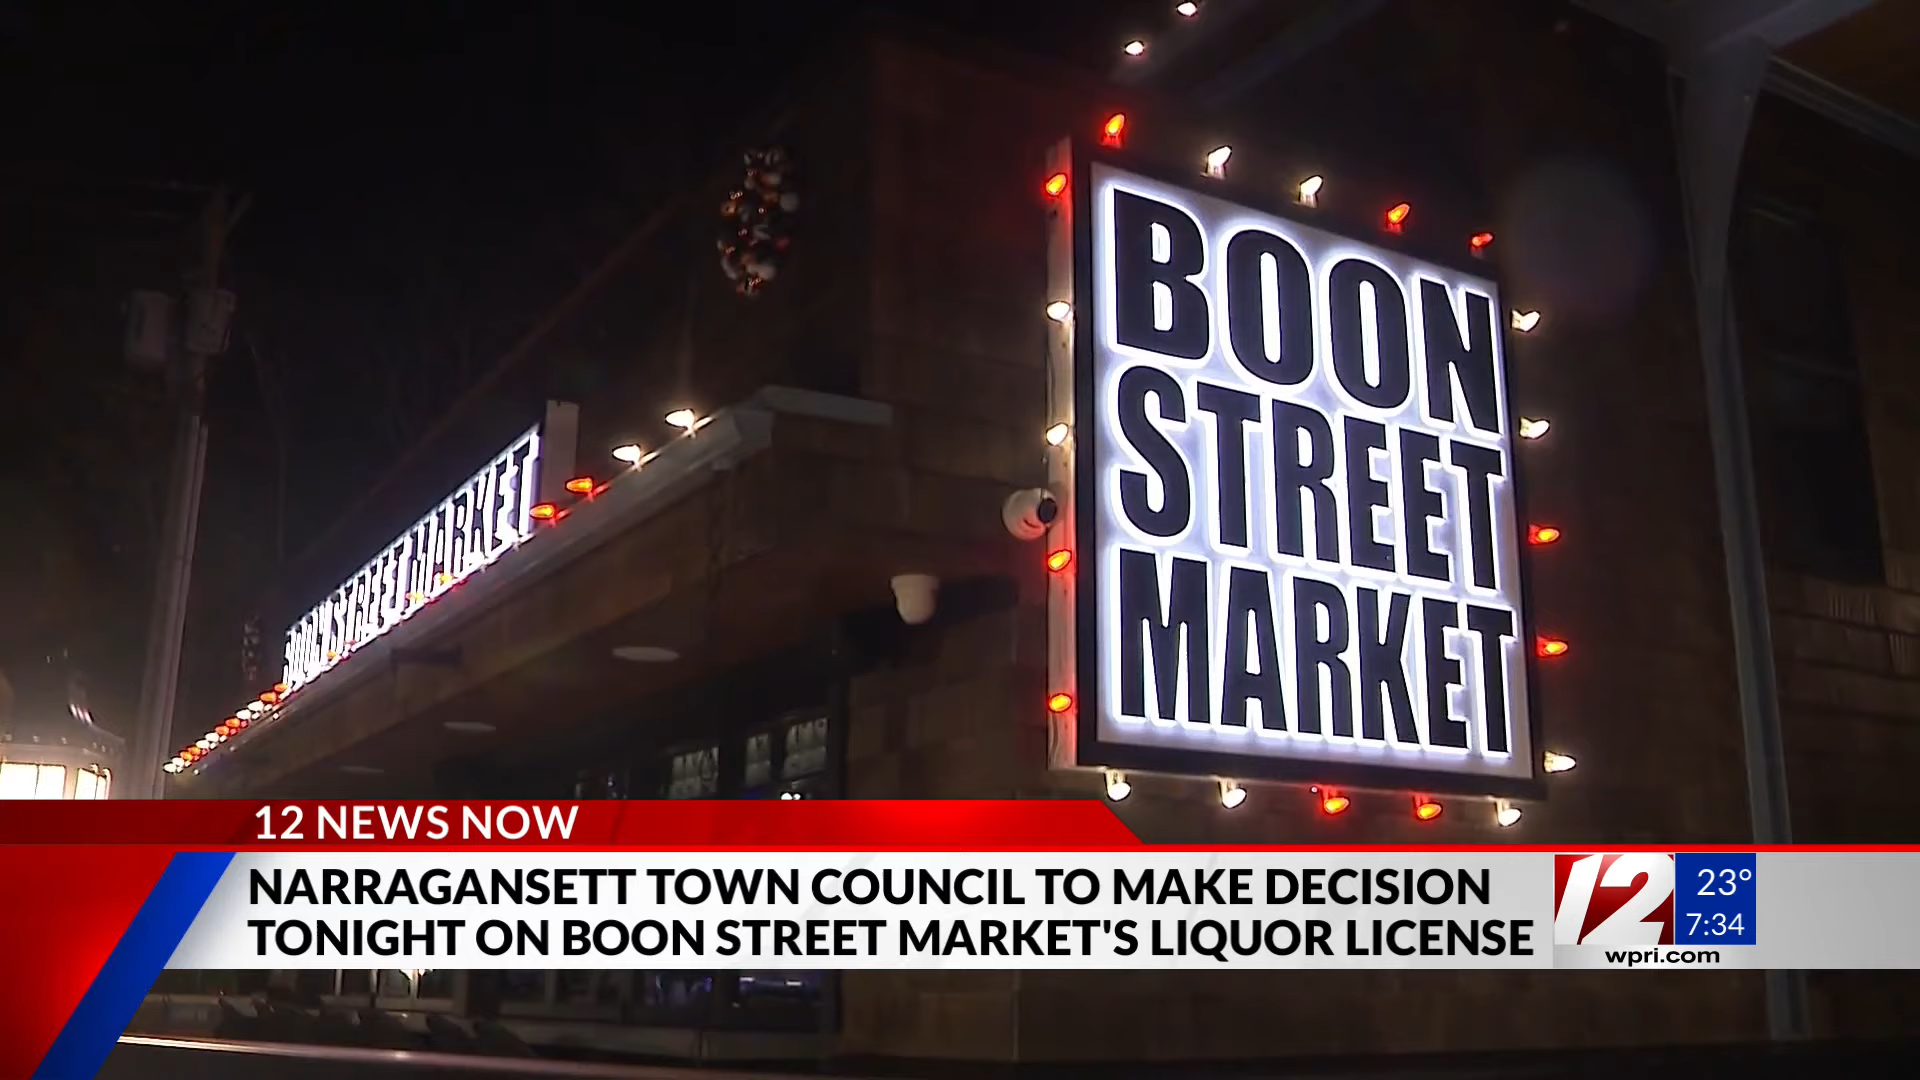 BOON
STREET
MARKET
BOON STREET MARKET
12 NEWS NOW
NARRAGANSETT TOWN COUNCIL TO MAKE DECISION
TONIGHT ON BOON STREET MARKET'S LIQUOR LICENSE
12
23°
7:34
wpri.com